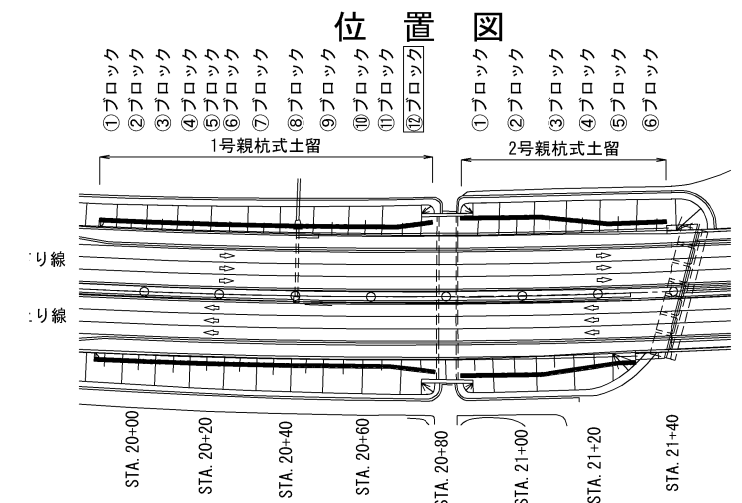 位置図
①ブロック
②ブロック
③ブロック
④ブロック
⑤ブロック
⑥ブロック
⑦ブロック
⑧ブロック
⑨ブロック
⑩ブロック
⑪ブロック
⑫ブロック
①ブロック
②ブロック
③ブロック
④ブロック
⑤ブロック
⑥ブロック
1号親杭式土留
2号親杭式土留
り線
り線
STA. 20+00
STA. 20+20
STA. 20+40
STA. 20+60
STA. 20+80
STA. 21+00
STA. 21+20
STA. 21+40